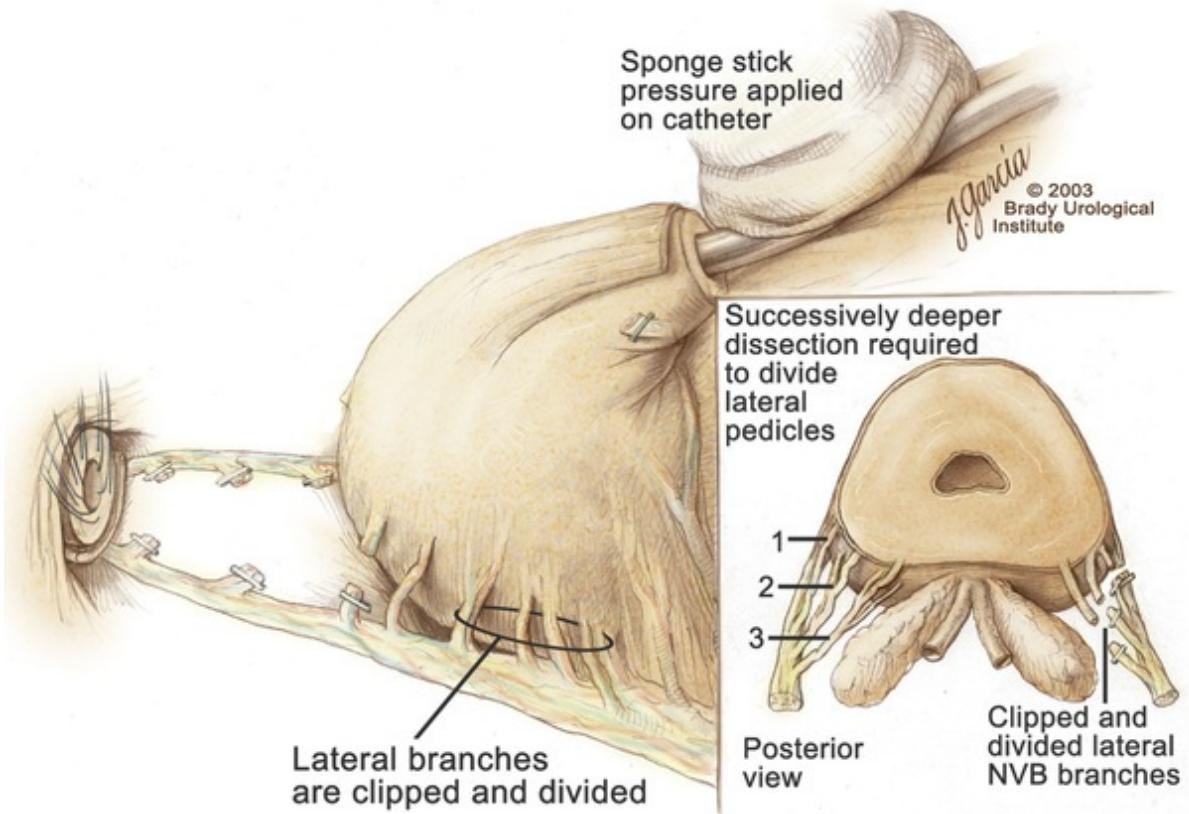 Sponge stick
pressure applied
on catheter
J. Garcia
© 2003
Brady Urological
Institute
Successively deeper
dissection required
to divide
lateral
pedicles
1
2
3
Lateral branches
are clipped and divided
Posterior
view
Clipped and
divided lateral
NVB branches